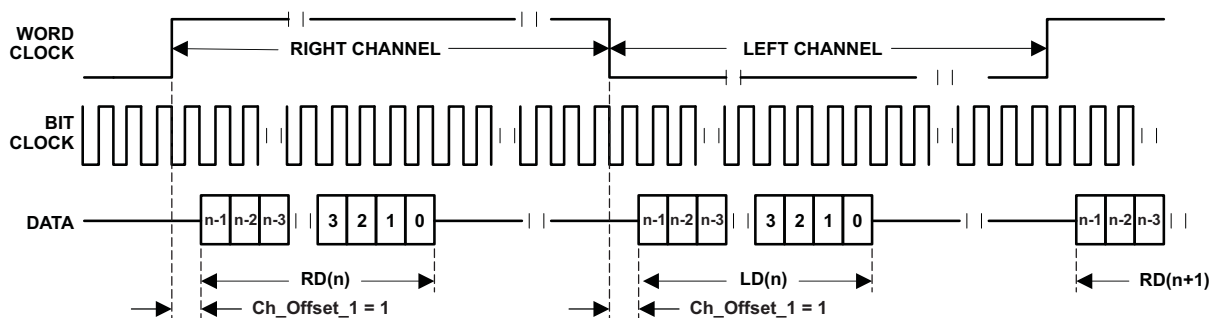 WORD
CLOCK
RIGHT CHANNEL
LEFT CHANNEL
BIT
CLOCK
DATA
n-1 n-2 n-3 3 2 1 0 n-1 n-2 n-3 3 2 1 0 n-1 n-2 n-3
RD(n) LD(n) RD(n+1)
Ch_Offset_1 = 1 Ch_Offset_1 = 1